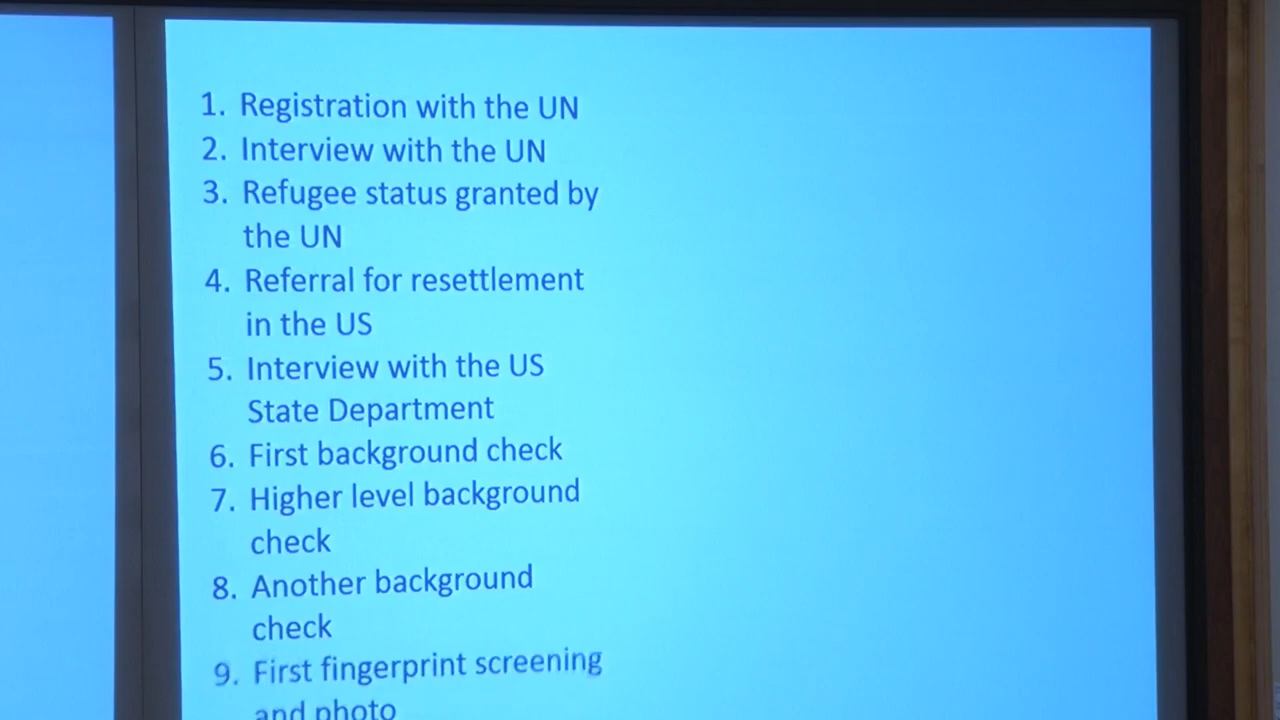 1. Registration with the UN
2. Interview with the UN
3. Refugee status granted by
the UN
4. Referral for resettlement
in the US
5. Interview with the US
State Department
6. First background check
7. Higher level background
check
8. Another background
check
9. First fingerprint screening
and photo